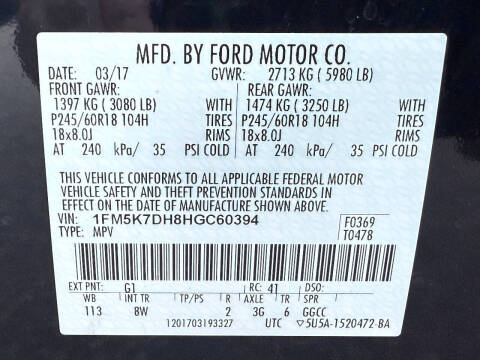 MFD. BY FORD MOTOR CO.
DATE: 03/17 GVWR: 2713 KG ( 5980 LB)
FRONT GAWR: REAR GAWR:
1397 KG ( 3080 LB) WITH 1474 KG ( 3250 LB) WITH
P245/60R18 104H TIRES P245/60R18 104H TIRES
18x8.0J RIMS 18x8.0J RIMS
AT 240 kPa/ 35 PSI COLD AT 240 kPa/ 35 PSI COLD
THIS VEHICLE CONFORMS TO ALL APPLICABLE FEDERAL MOTOR
VEHICLE SAFETY AND THEFT PREVENTION STANDARDS IN
EFFECT ON THE DATE OF MANUFACTURE SHOWN ABOVE.
VIN: 1FM5K7DH8HGC60394 F0369
TYPE: MPV T0478
EXT PNT: G1 RC: 41 DSO:
WB INT TR TP/PS R AXLE TR SPR
113 8W 2 3G 6 GGCC
1201703193327 UTC ▽5U5A-1520472-BA